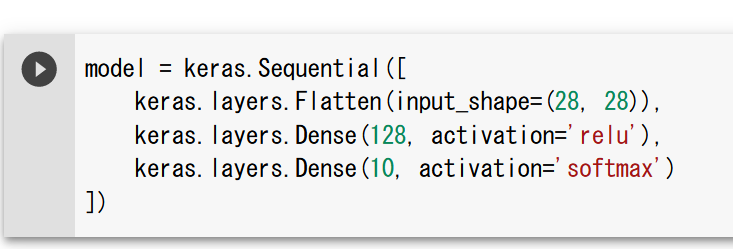 model = keras.Sequential([
    keras.layers.Flatten(input_shape=(28, 28)),
    keras.layers.Dense(128, activation='relu'),
    keras.layers.Dense(10, activation='softmax')
])